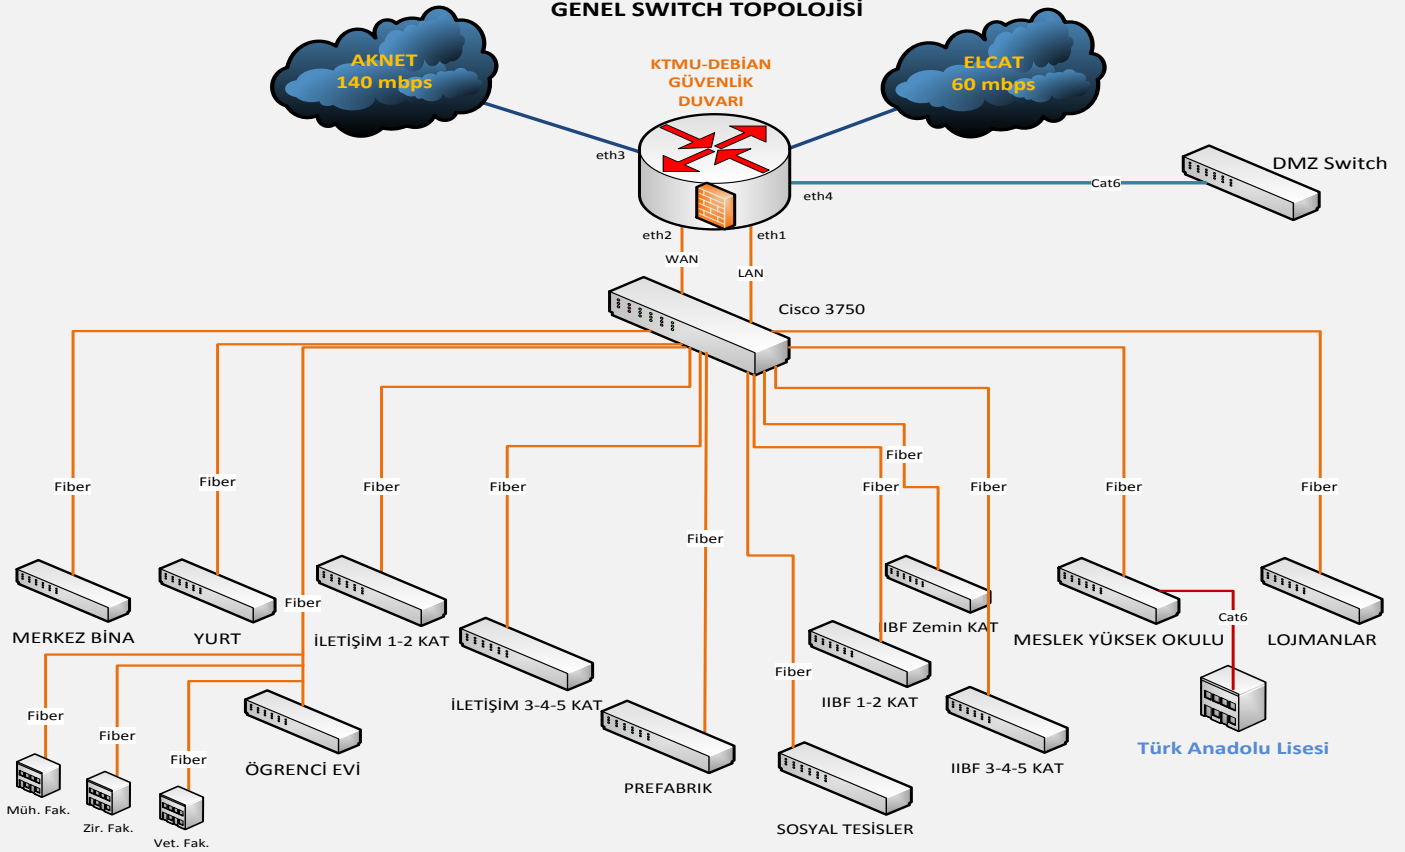 GENEL SWITCH TOPOLOJİSİ
AKNET
140 mbps
KTMU-DEBİAN
GÜVENLİK
DUVARI
ELCAT
60 mbps
eth3
DMZ Switch
Cat6
eth4
eth2
eth1
WAN
LAN
Cisco 3750
Fiber
Fiber
Fiber
Fiber
Fiber
Fiber
Fiber
Fiber
Fiber
Fiber
Fiber
Fiber
Cat6
MERKEZ BİNA
YURT
İLETİŞİM 1-2 KAT
IIBF Zemin KAT
MESLEK YÜKSEK OKULU
LOJMANLAR
Fiber
İLETİŞİM 3-4-5 KAT
IIBF 1-2 KAT
Fiber
Fiber
Fiber
Türk Anadolu Lisesi
ÖGRENCİ EVİ
IIBF 3-4-5 KAT
PREFABRIK
Müh. Fak.
Zir. Fak.
SOSYAL TESİSLER
Vet. Fak.